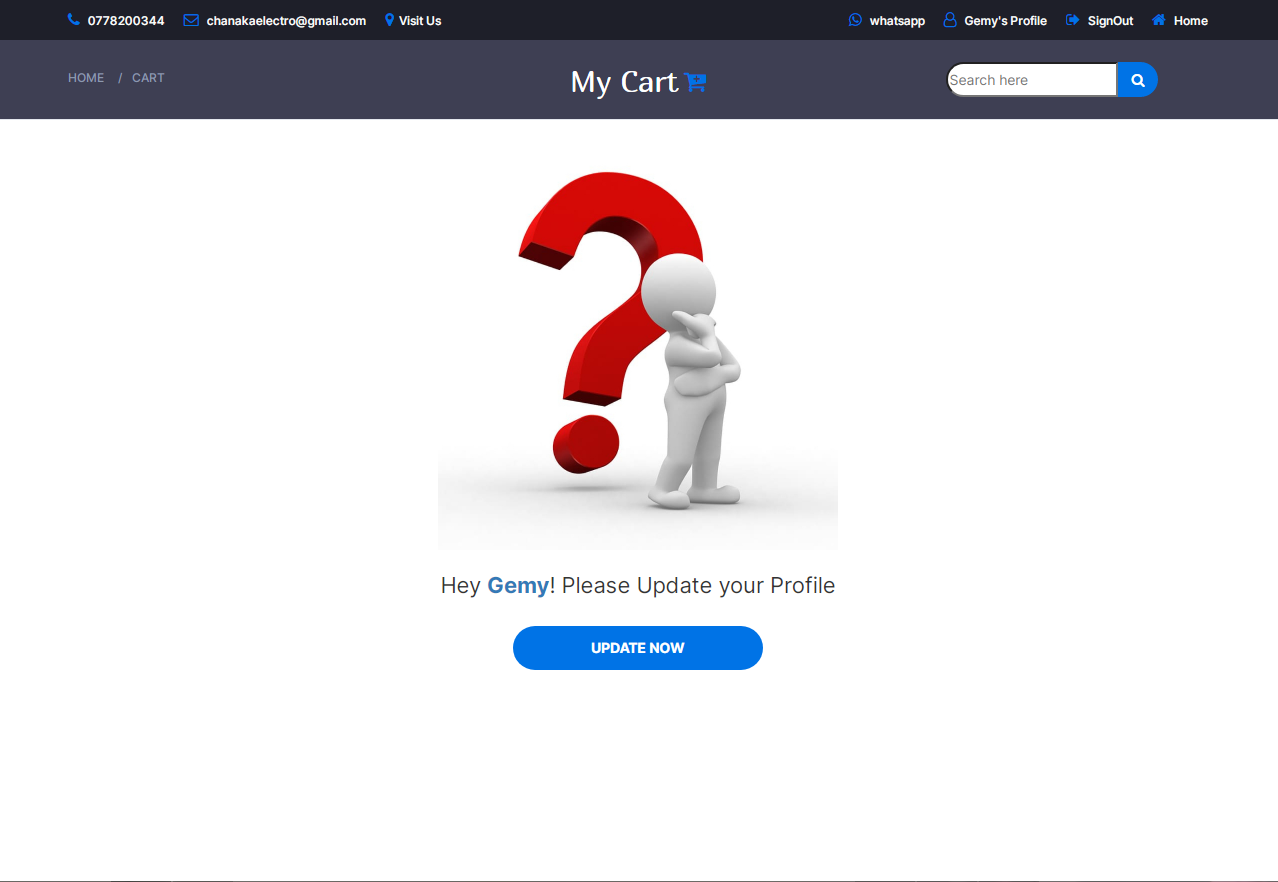 0778200344 chanakaelectro@gmail.com Visit Us whatsapp Gemy's Profile SignOut Home
HOME / CART My Cart Search here
Hey Gemy! Please Update your Profile
UPDATE NOW